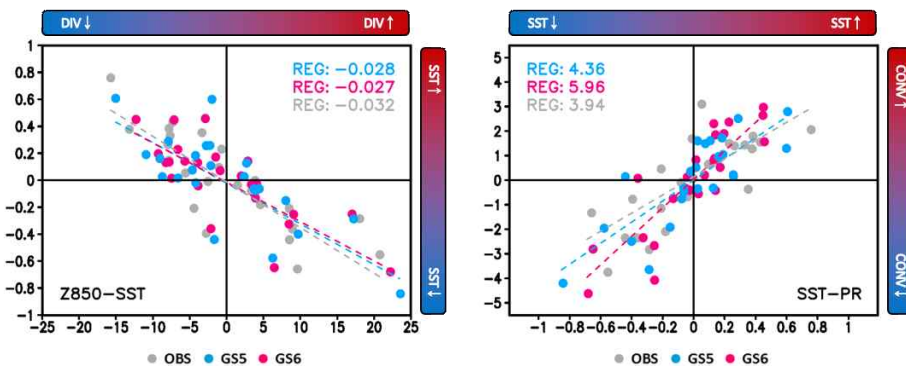 DIV↓ DIV↑
SST↓ SST↑
1
0.8
0.6
0.4
0.2
0
−0.2
−0.4
−0.6
−0.8
−1
−25 −20 −15 −10 −5 0 5 10 15 20 25
REG: −0.028
REG: −0.027
REG: −0.032
Z850−SST
SST↑
SST↓
OBS GS5 GS6
5
4
3
2
1
0
−1
−2
−3
−4
−5
−1 −0.8 −0.6 −0.4 −0.2 0 0.2 0.4 0.6 0.8 1
REG: 4.36
REG: 5.96
REG: 3.94
SST−PR
CONV↑
CONV↓
OBS GS5 GS6